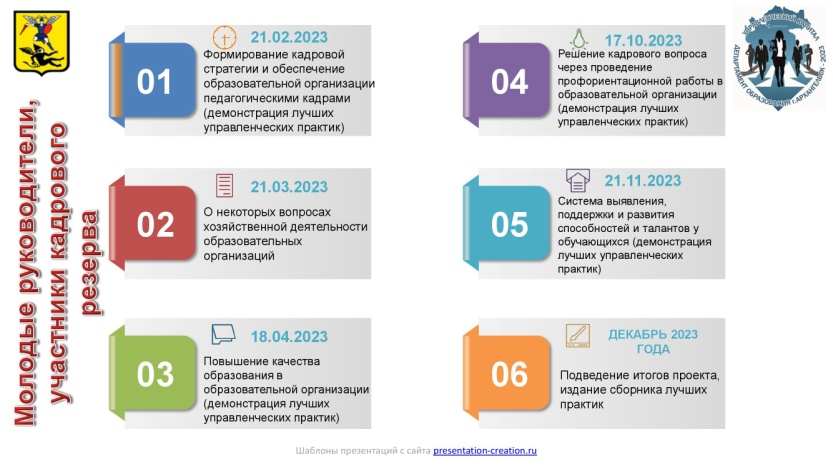 Молодые руководители,
участники кадрового
резерва
01
21.02.2023
Формирование кадровой
стратегии и обеспечение
образовательной организации
педагогическими кадрами
(демонстрация лучших
управленческих практик)
02
21.03.2023
О некоторых вопросах
хозяйственной деятельности
образовательных
организаций
03
18.04.2023
Повышение качества
образования в
образовательной организации
(демонстрация лучших
управленческих практик)
04
17.10.2023
Решение кадрового вопроса
через проведение
профориентационной работы в
образовательной организации
(демонстрация лучших
управленческих практик)
05
21.11.2023
Система выявления,
поддержки и развития
способностей и талантов у
обучающихся (демонстрация
лучших управленческих
практик)
06
ДЕКАБРЬ 2023
ГОДА
Подведение итогов проекта,
издание сборника лучших
практик
ДЕПАРТАМЕНТ ОБРАЗОВАНИЯ Г.АРХАНГЕЛЬСК - 2023
Шаблоны презентаций с сайта presentation-creation.ru